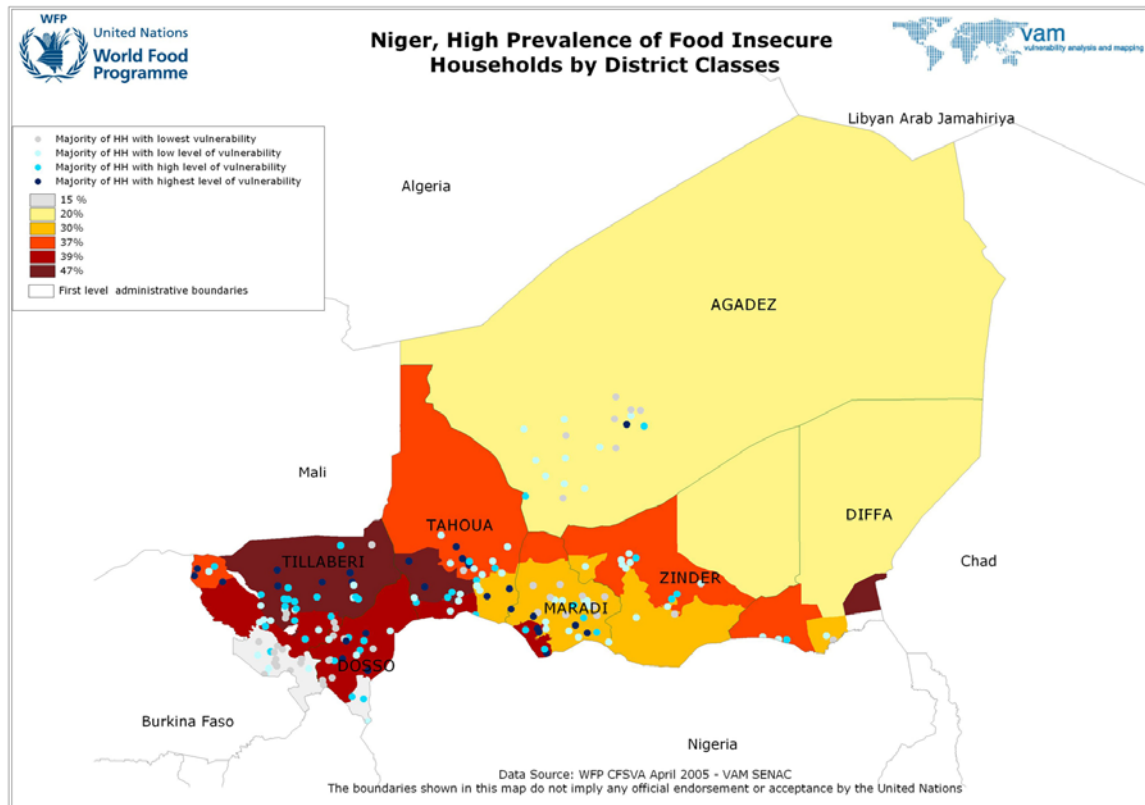 WFP
United Nations
World Food
Programme
Niger, High Prevalence of Food Insecure
Households by District Classes
vam
vulnerability analysis and mapping
Majority of HH with lowest vulnerability
Majority of HH with low level of vulnerability
Majority of HH with high level of vulnerability
Majority of HH with highest level of vulnerability
15 %
20%
30%
37%
39%
47%
First level administrative boundaries
Libyan Arab Jamahiriya
Algeria
AGADEZ
Mali
DIFFA
TAHOUA
TILLABERI
Chad
ZINDER
MARADI
DOSSO
Burkina Faso
Nigeria
Data Source: WFP CFSVA April 2005 - VAM SENAC
The boundaries shown in this map do not imply any official endorsement or acceptance by the United Nations